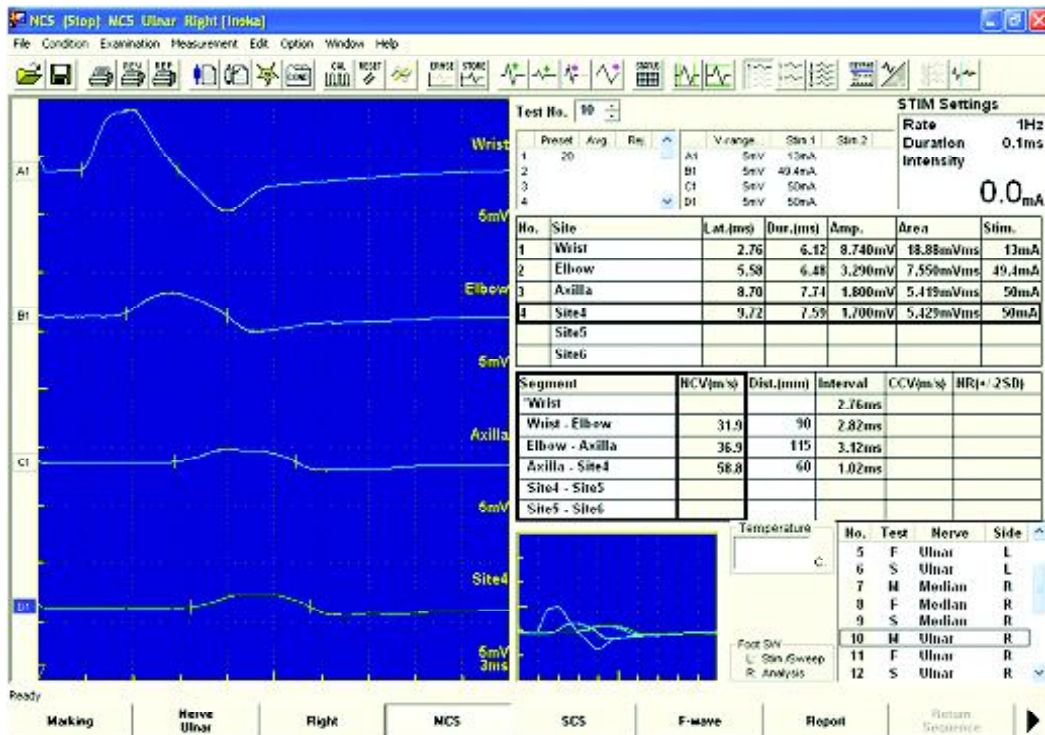 NCS (Stop) MCS Ulnar Right [Inska]
File Condition Examination Measurement Edit Option Window Help
CAL RESET ERASE STORE STATUS
COND
Wrist
A1
5mV
Elbow
B1
5mV
Axilla
C1
5mV
Site4
D1
5mV
3ms
Test No. 10
Preset Avg Rej
1 20
2
3
4
V-range Stim.1 Stim.2
A1 5mV 13mA
B1 5mV 49.4mA
C1 5mV 50mA
D1 5mV 50mA
STIM Settings
Rate 1Hz
Duration 0.1ms
Intensity
0.0mA
No. Site Lat.(ms) Dur.(ms) Amp. Area Stim.
1 Wrist 2.76 6.12 8.740mV 18.88mVms 13mA
2 Elbow 5.58 6.48 3.290mV 7.550mVms 49.4mA
3 Axilla 8.70 7.74 1.800mV 5.419mVms 50mA
4 Site4 9.72 7.59 1.700mV 5.429mVms 50mA
Site5
Site6
Segment NCV(m/s) Dist.(mm) Interval CCV(m/s) NR(+/-2SD)
"Wrist 2.76ms
Wrist - Elbow 31.9 90 2.82ms
Elbow - Axilla 36.9 115 3.12ms
Axilla - Site4 58.8 60 1.02ms
Site4 - Site5
Site5 - Site6
Temperature
C
Foot SW
L: Stim./Sweep
R: Analysis
No. Test Nerve Side
5 F Ulnar L
6 S Ulnar L
7 M Median R
8 F Median R
9 S Median R
10 M Ulnar R
11 F Ulnar R
12 S Ulnar R
Ready
Marking
Nerve
Ulnar
Right
MCS
SCS
F-wave
Report
Return
Sequence